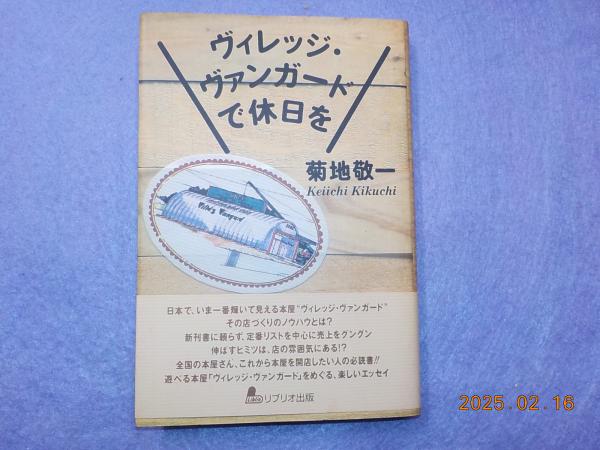 ヴィレッジ・
ヴァンガード
で休日を
菊地敬一
Keiichi Kikuchi
日本で、いま一番輝いて見える本屋"ヴィレッジ・ヴァンガード"
その店づくりのノウハウとは?
新刊書に頼らず、定番リストを中心に売上をグングン
伸ばすヒミツは、店の雰囲気にある!?
全国の本屋さん、これから本屋を開店したい人の必読書!!
遊べる本屋「ヴィレッジ・ヴァンガード」をめぐる、楽しいエッセイ
リブリオ出版
2025.02.16